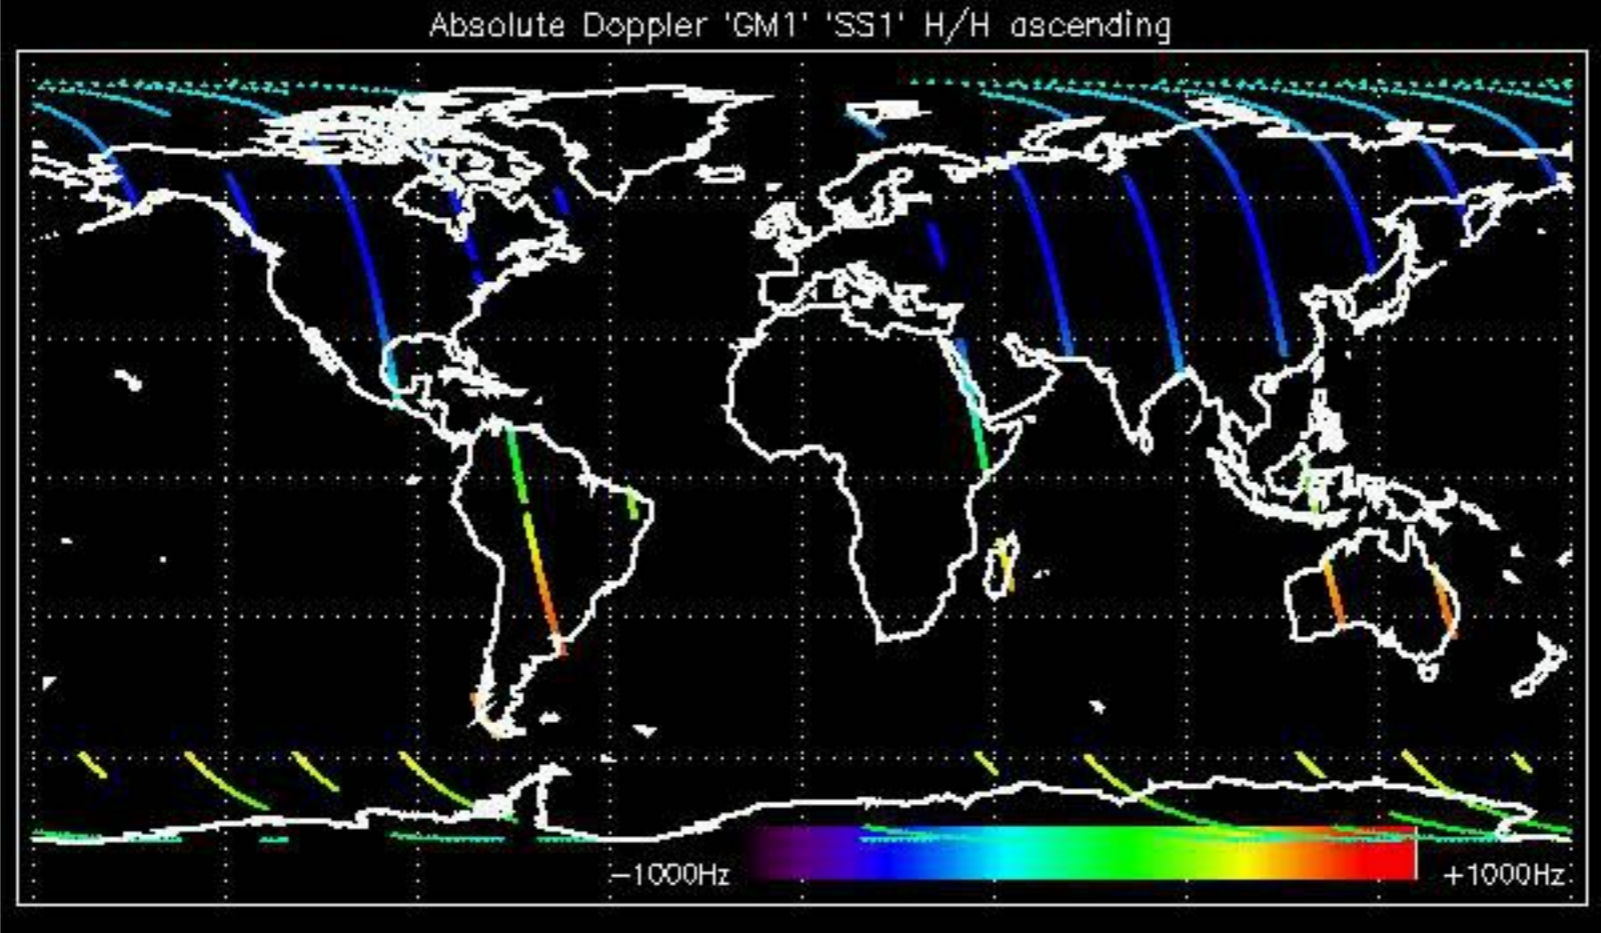 Absolute Doppler 'GM1' 'SS1' H/H ascending
−1000Hz
+1000Hz